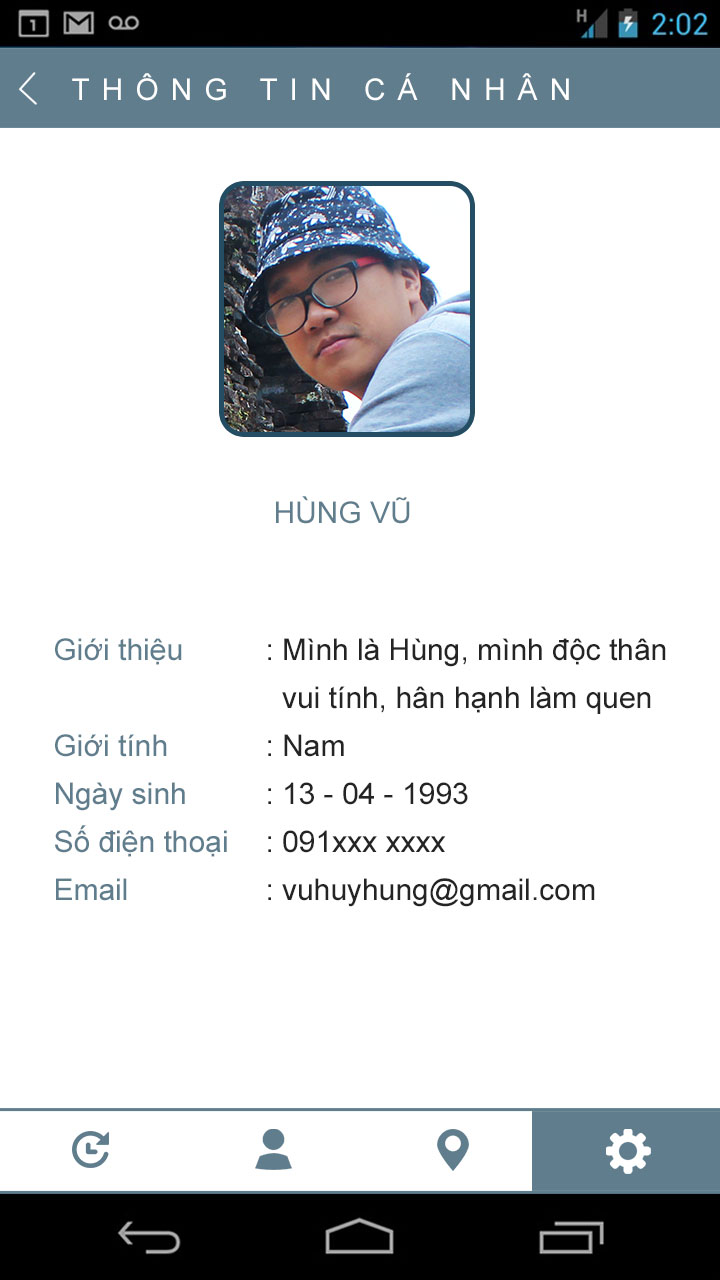 1
H
2:02
THÔNG TIN CÁ NHÂN
HÙNG VŨ
Giới thiệu : Mình là Hùng, mình độc thân
vui tính, hân hạnh làm quen
Giới tính : Nam
Ngày sinh : 13 - 04 - 1993
Số điện thoại : 091xxx xxxx
Email : vuhuyhung@gmail.com